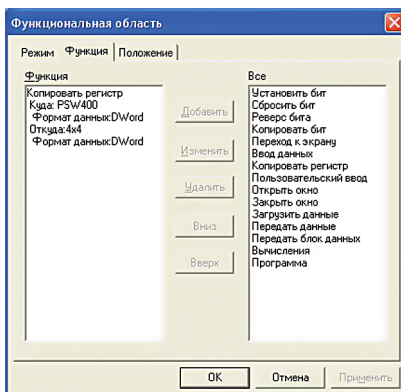 Функциональная область
Режим Функция Положение
Функция
Копировать регистр
Куда: PSW400
Формат данных:DWord
Откуда:4x4
Формат данных:DWord
Добавить
Изменить
Удалить
Вниз
Вверх
Все
Установить бит
Сбросить бит
Реверс бита
Копировать бит
Переход к экрану
Ввод данных
Копировать регистр
Пользовательский ввод
Открыть окно
Закрыть окно
Загрузить данные
Передать данные
Передать блок данных
Вычисления
Программа
OK Отмена Применить